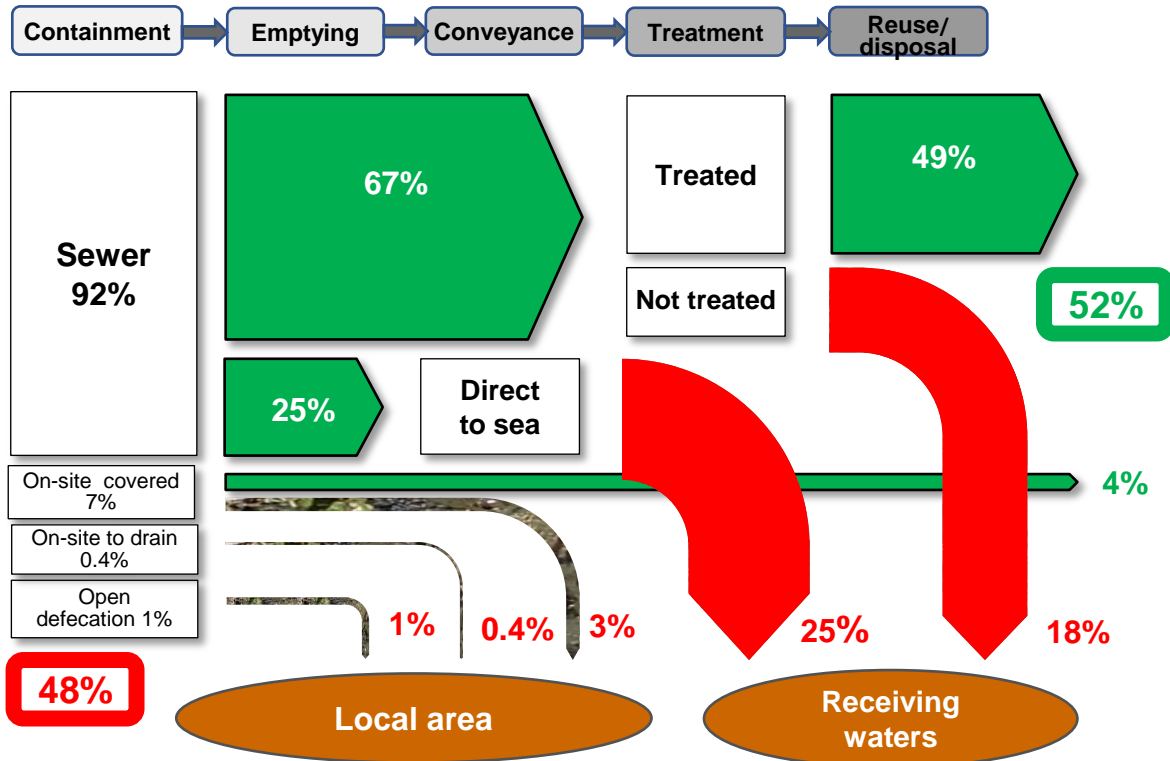 Containment
Emptying
Conveyance
Treatment
Reuse/
disposal
Sewer
92%
67%
Treated
49%
Not treated
52%
25%
Direct
to sea
On-site covered
7%
4%
On-site to drain
0.4%
Open
defecation 1%
1%
0.4%
3%
25%
18%
48%
Local area
Receiving
waters